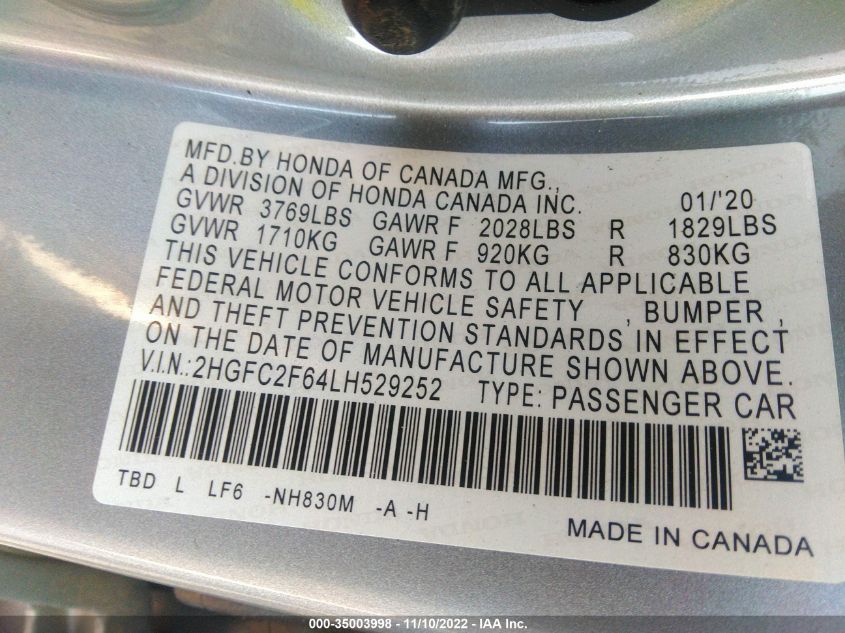 MFD.BY HONDA OF CANADA MFG.,
A DIVISION OF HONDA CANADA INC. 01/'20
GVWR 3769LBS GAWR F 2028LBS R 1829LBS
GVWR 1710KG GAWR F 920KG R 830KG
THIS VEHICLE CONFORMS TO ALL APPLICABLE
FEDERAL MOTOR VEHICLE SAFETY , BUMPER ,
AND THEFT PREVENTION STANDARDS IN EFFECT
ON THE DATE OF MANUFACTURE SHOWN ABOVE.
V.I.N.:2HGFC2F64LH529252 TYPE: PASSENGER CAR
TBD L LF6 -NH830M -A -H
MADE IN CANADA
000-35003998 - 11/10/2022 - IAA Inc.